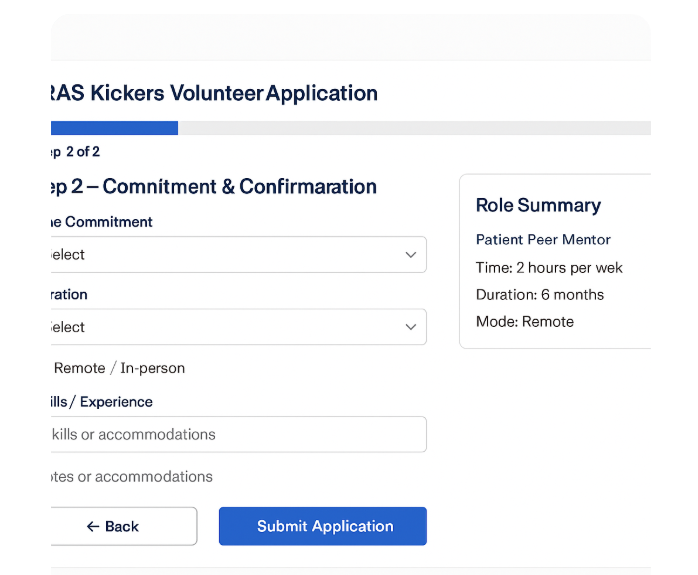 RAS Kickers Volunteer Application
ep 2 of 2
ep 2 – Comnitment & Confirmaration
ne Commitment
elect
ration
elect
Remote / In-person
ills / Experience
kills or accommodations
otes or accommodations
← Back
Submit Application
Role Summary
Patient Peer Mentor
Time: 2 hours per wek
Duration: 6 months
Mode: Remote